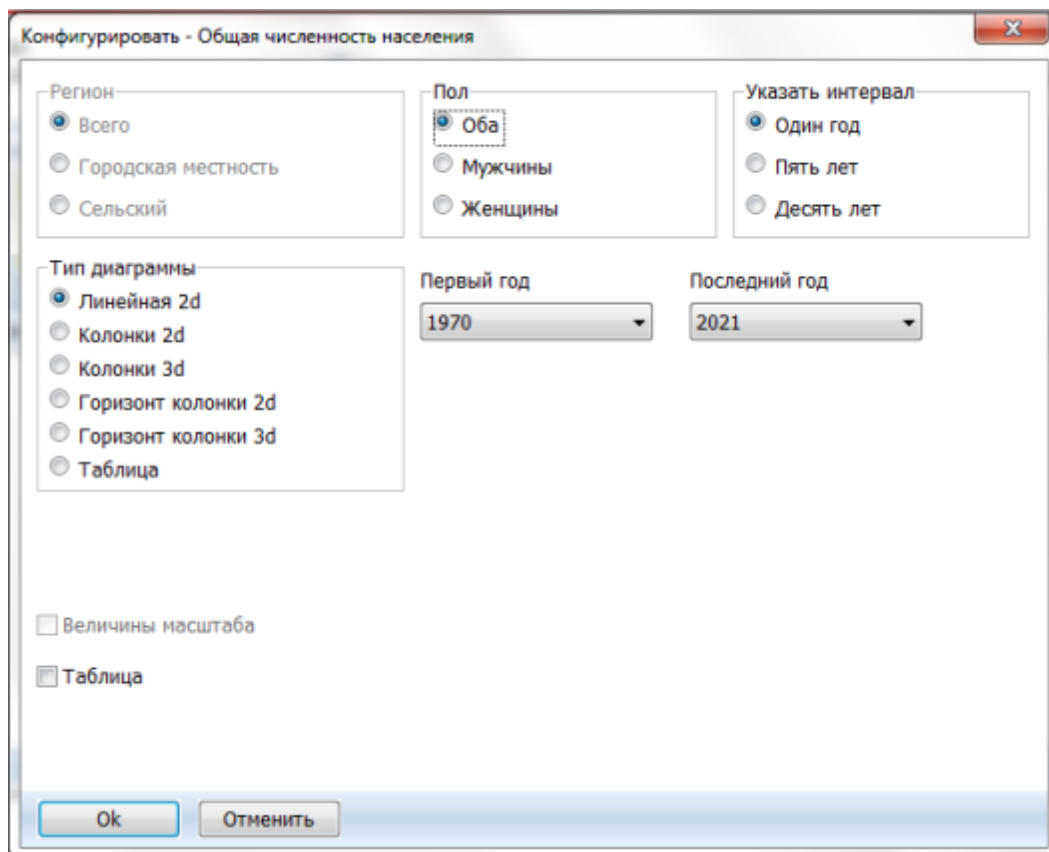 Конфигурировать - Общая численность населения
Регион
Всего
Городская местность
Сельский
Пол
Оба
Мужчины
Женщины
Указать интервал
Один год
Пять лет
Десять лет
Тип диаграммы
Линейная 2d
Колонки 2d
Колонки 3d
Горизонт колонки 2d
Горизонт колонки 3d
Таблица
Первый год
1970
Последний год
2021
Величины масштаба
Таблица
Ok
Отменить